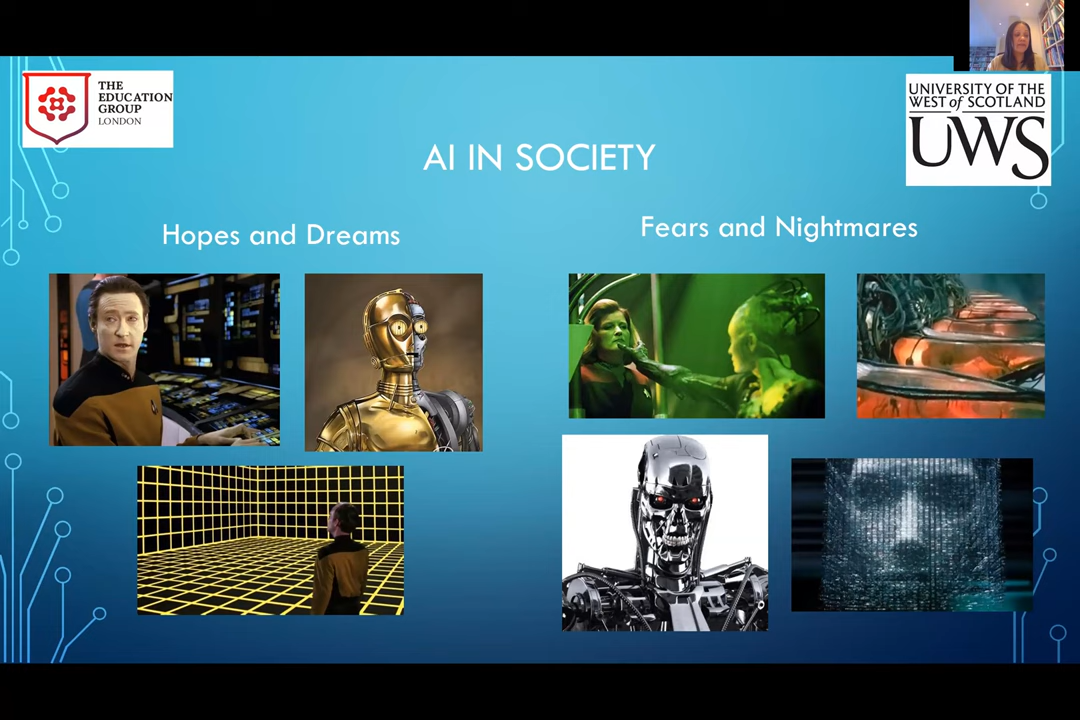 THE
EDUCATION
GROUP
LONDON
UNIVERSITY OF THE
WEST of SCOTLAND
UWS
AI IN SOCIETY
Hopes and Dreams
Fears and Nightmares